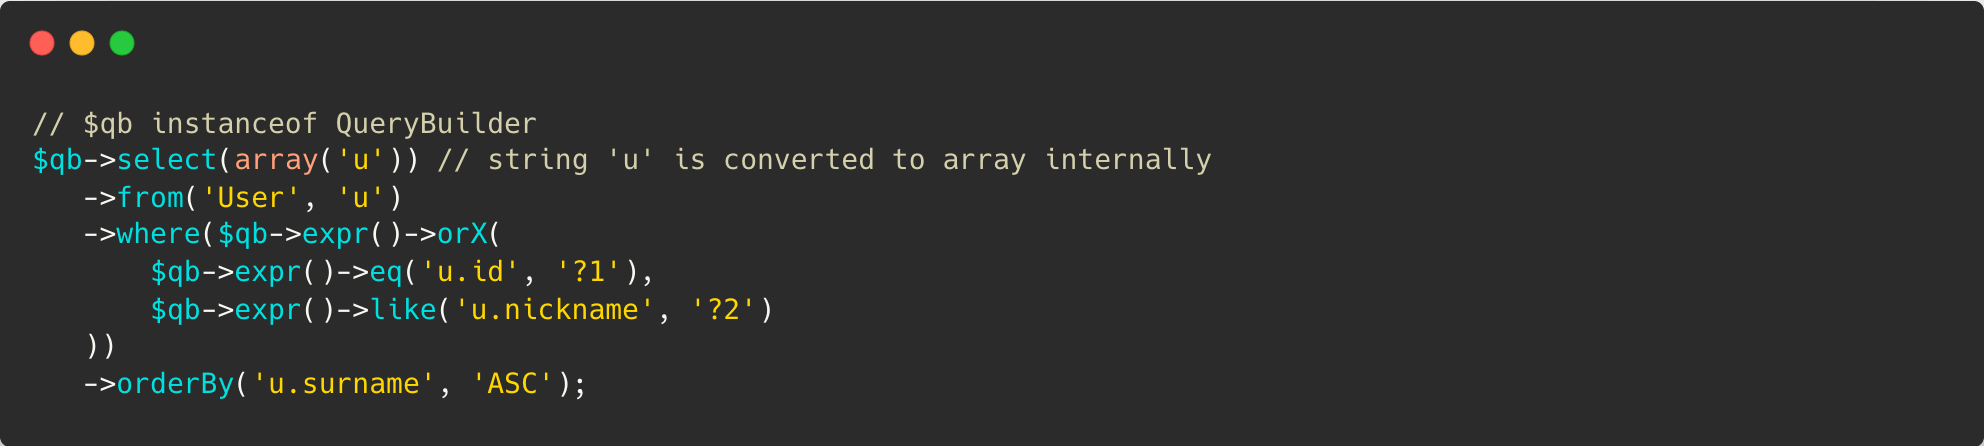 // $qb instanceof QueryBuilder
$qb->select(array('u')) // string 'u' is converted to array internally
   ->from('User', 'u')
   ->where($qb->expr()->orX(
       $qb->expr()->eq('u.id', '?1'),
       $qb->expr()->like('u.nickname', '?2')
   ))
   ->orderBy('u.surname', 'ASC');